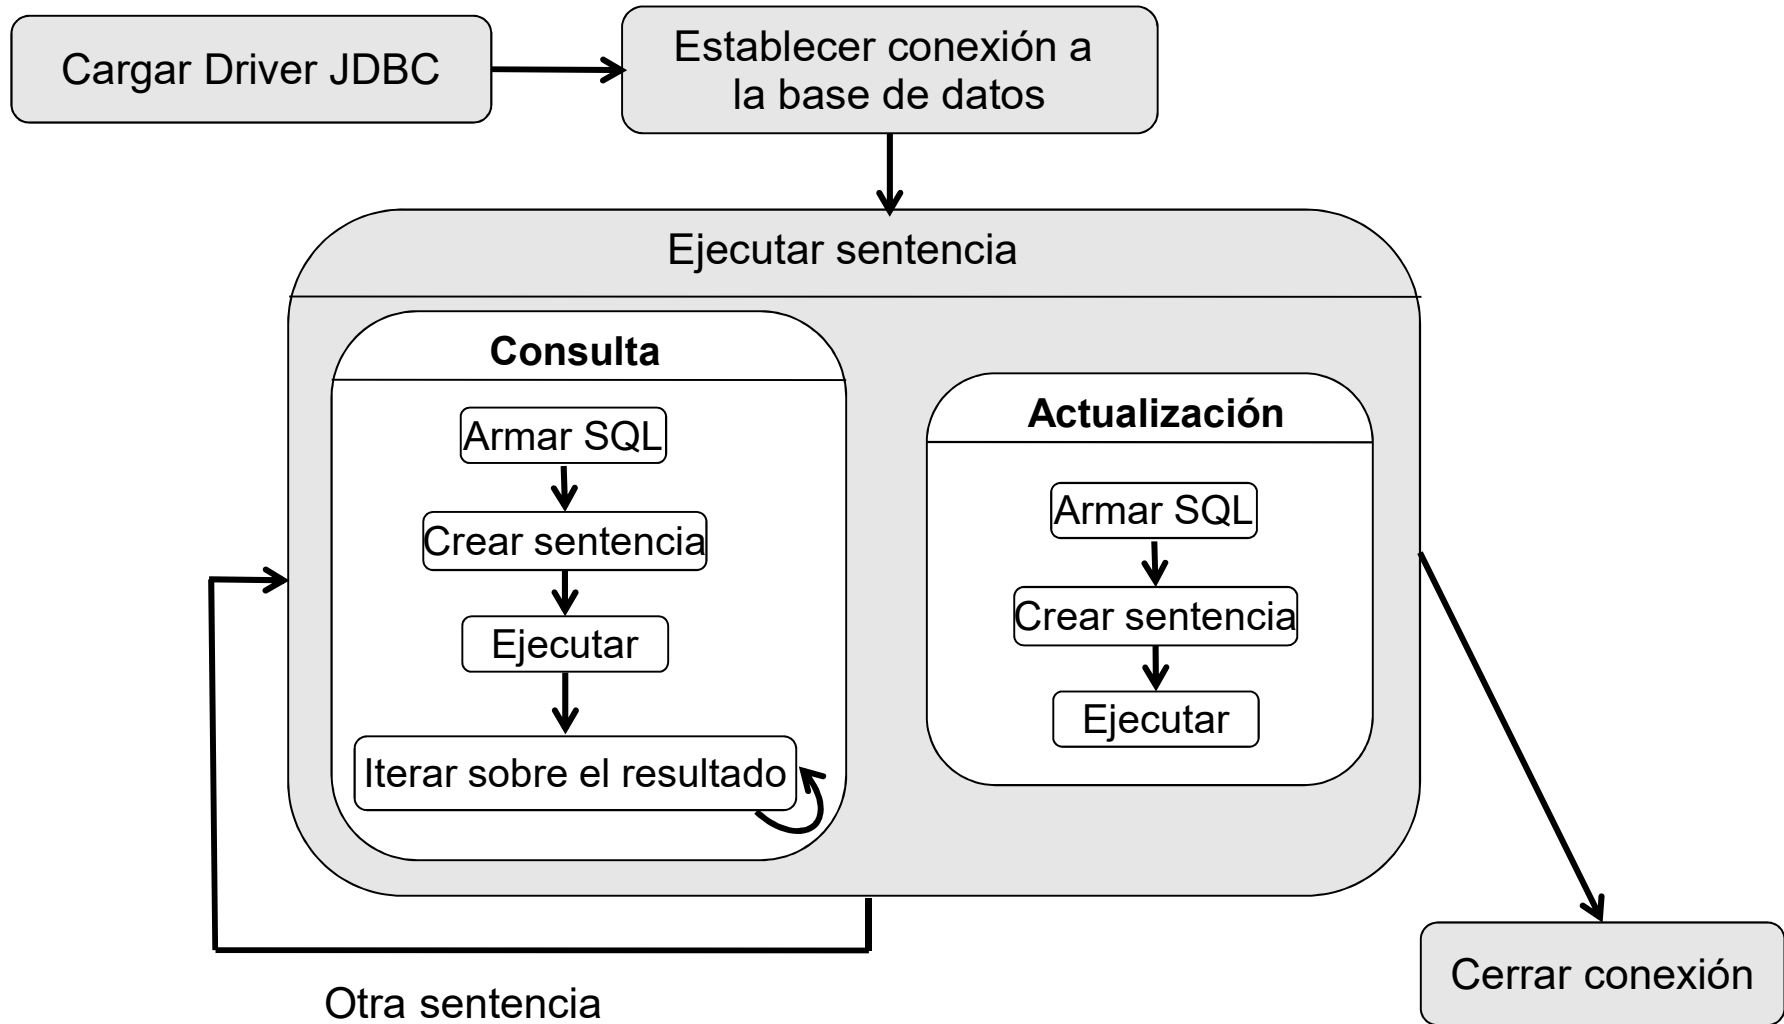 Cargar Driver JDBC
Establecer conexión a
la base de datos
Ejecutar sentencia
Consulta
Armar SQL
Crear sentencia
Ejecutar
Iterar sobre el resultado
Actualización
Armar SQL
Crear sentencia
Ejecutar
Otra sentencia
Cerrar conexión